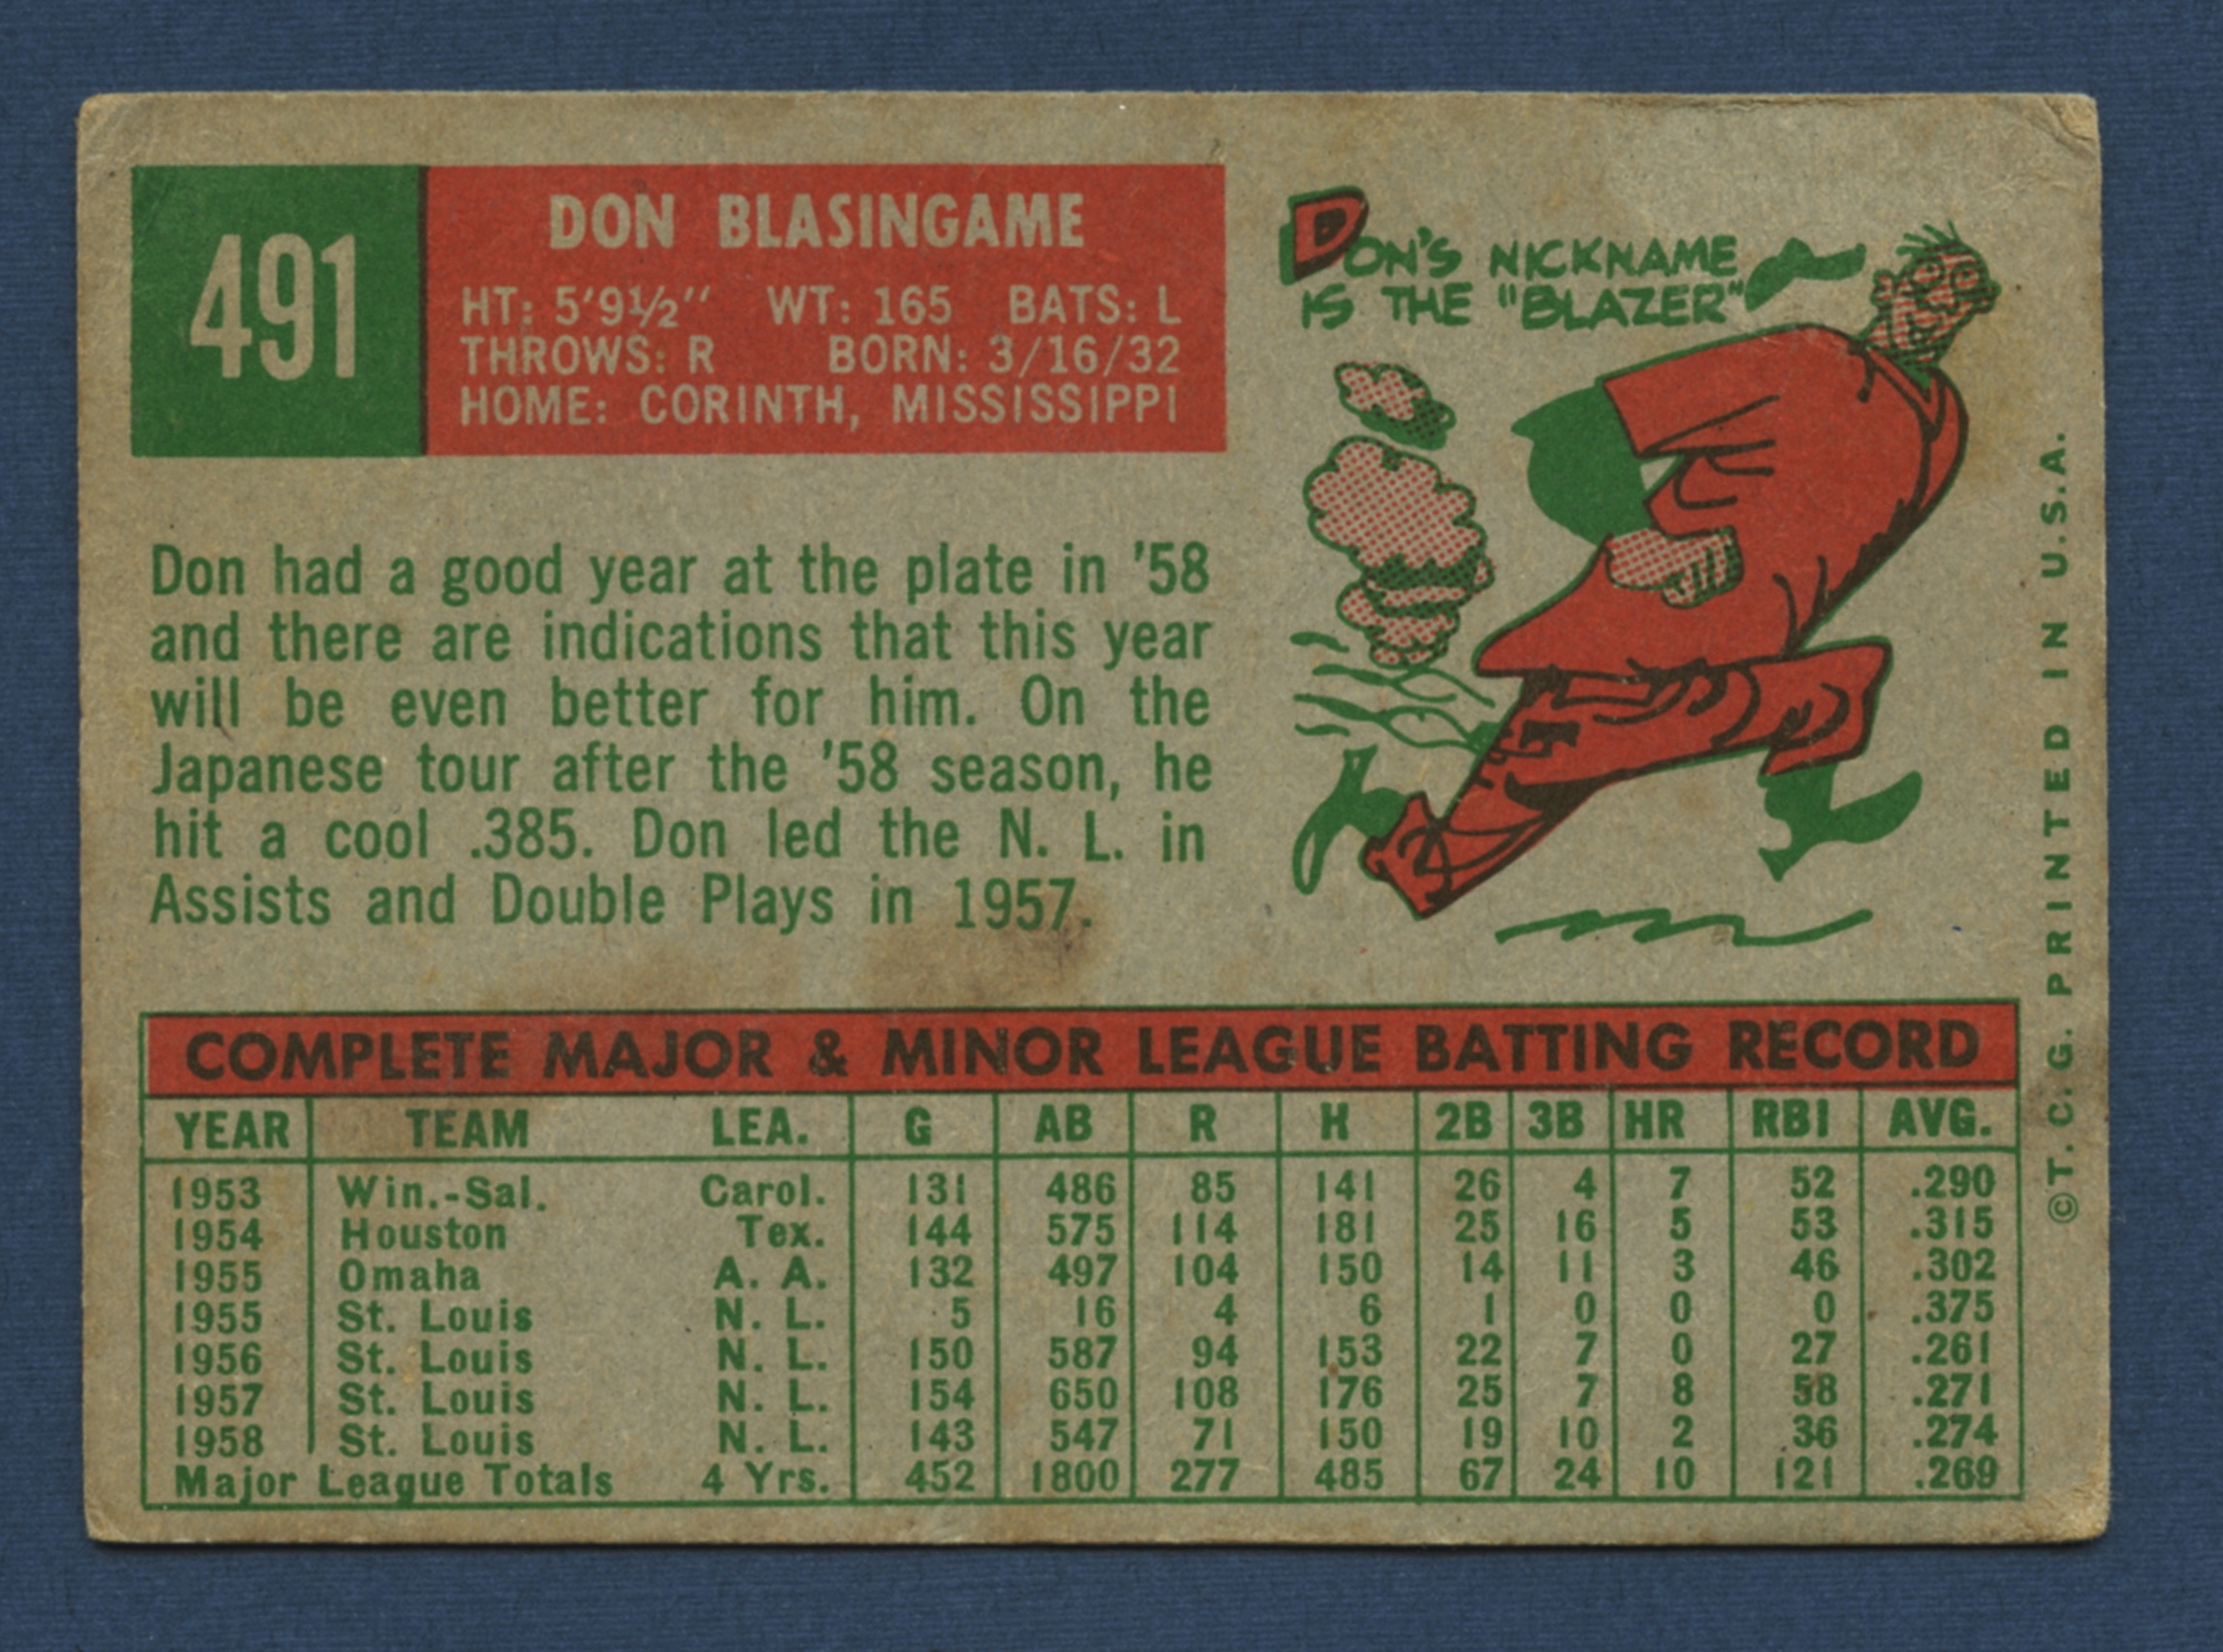 491
DON BLASINGAME
HT: 5'9½" WT: 165 BATS: L
THROWS: R BORN: 3/16/32
HOME: CORINTH, MISSISSIPPI
DON'S NICKNAME
IS THE "BLAZER"
Don had a good year at the plate in '58
and there are indications that this year
will be even better for him. On the
Japanese tour after the '58 season, he
hit a cool .385. Don led the N. L. in
Assists and Double Plays in 1957.
COMPLETE MAJOR & MINOR LEAGUE BATTING RECORD
YEAR TEAM LEA. G AB R H 2B 3B HR RBI AVG.
1953 Win.-Sal. Carol. 131 486 85 141 26 4 7 52 .290
1954 Houston Tex. 144 575 114 181 25 16 5 53 .315
1955 Omaha A. A. 132 497 104 150 14 11 3 46 .302
1955 St. Louis N. L. 5 16 4 6 1 0 0 0 .375
1956 St. Louis N. L. 150 587 94 153 22 7 0 27 .261
1957 St. Louis N. L. 154 650 108 176 25 7 8 58 .271
1958 St. Louis N. L. 143 547 71 150 19 10 2 36 .274
Major League Totals 4 Yrs. 452 1800 277 485 67 24 10 121 .269
©T. C. G. PRINTED IN U.S.A.